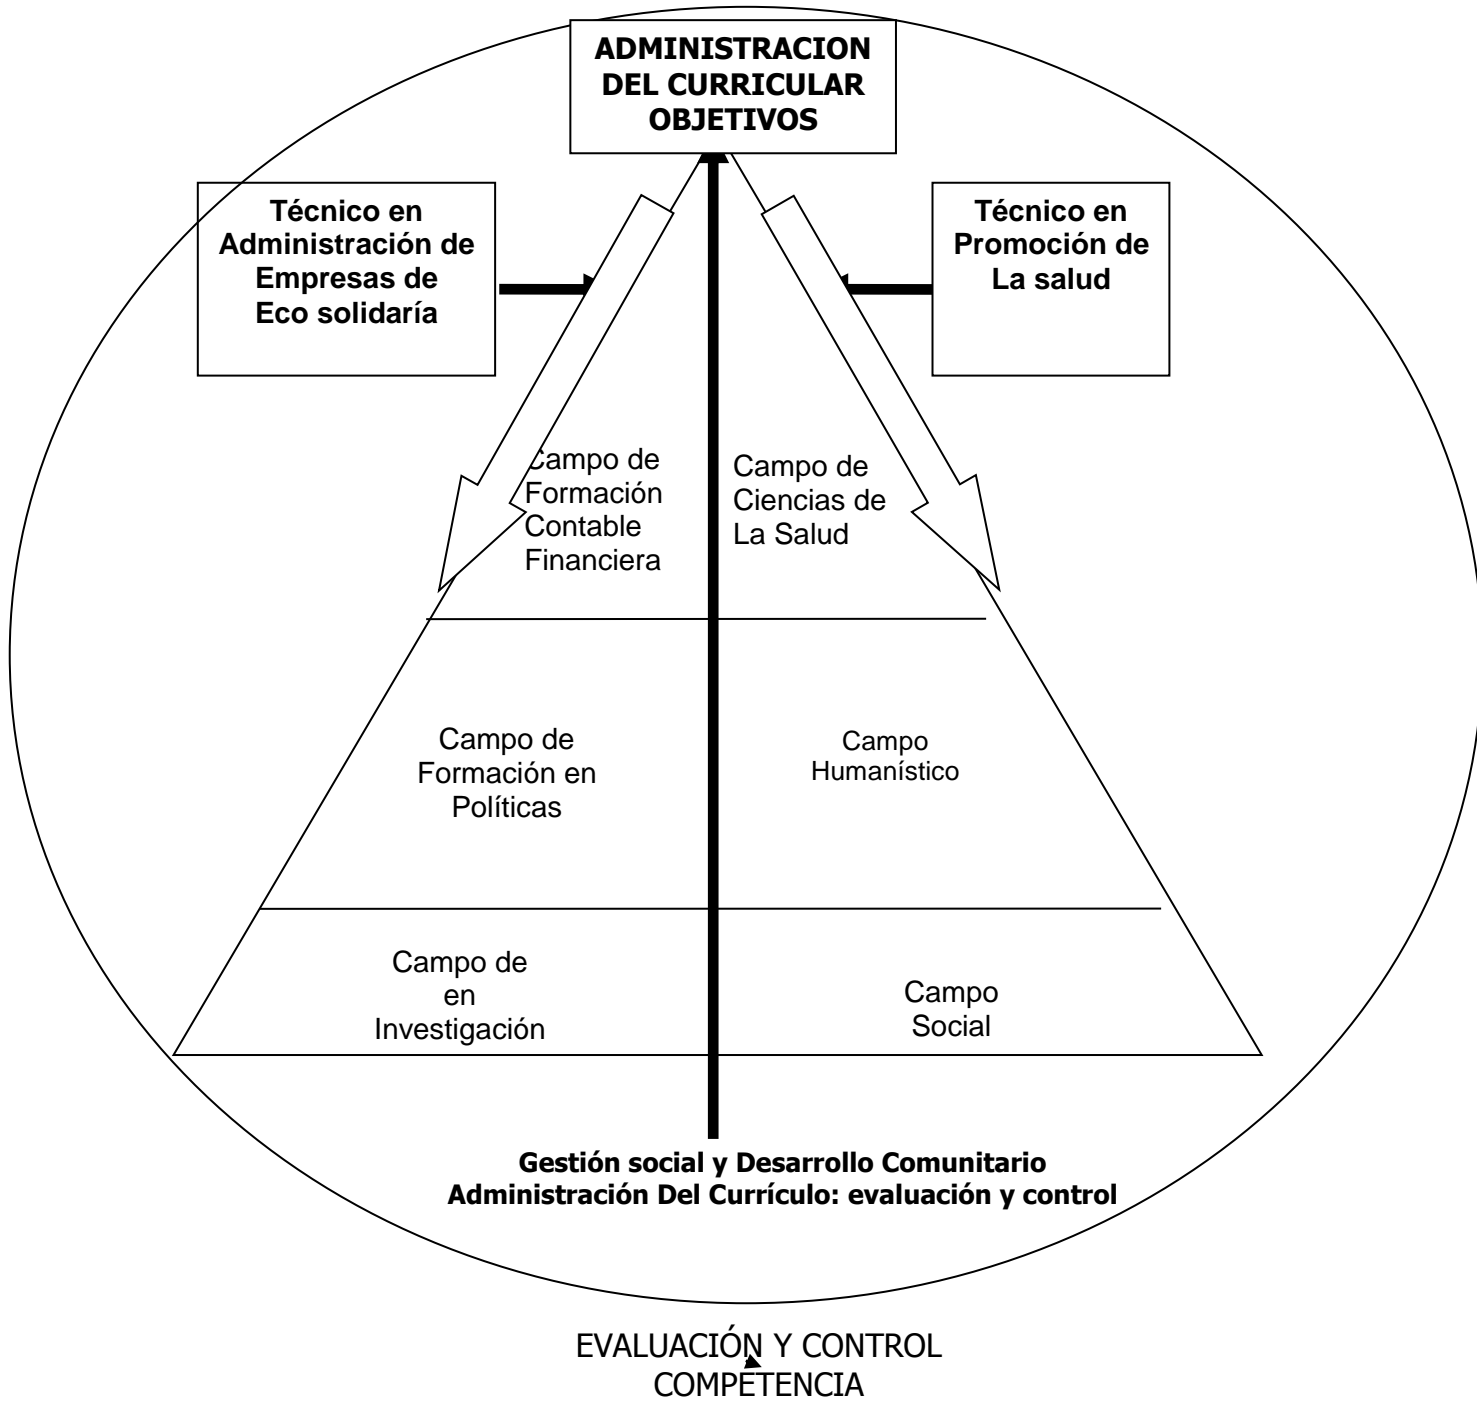 ADMINISTRACION
DEL CURRICULAR
OBJETIVOS
Técnico en
Administración de
Empresas de
Eco solidaría
Técnico en
Promoción de
La salud
Campo de
Formación
Contable
Financiera
Campo de
Ciencias de
La Salud
Campo de
Formación en
Políticas
Campo
Humanístico
Campo de
en
Investigación
Campo
Social
Gestión social y Desarrollo Comunitario
Administración Del Currículo: evaluación y control
EVALUACIÓN Y CONTROL
COMPETENCIA